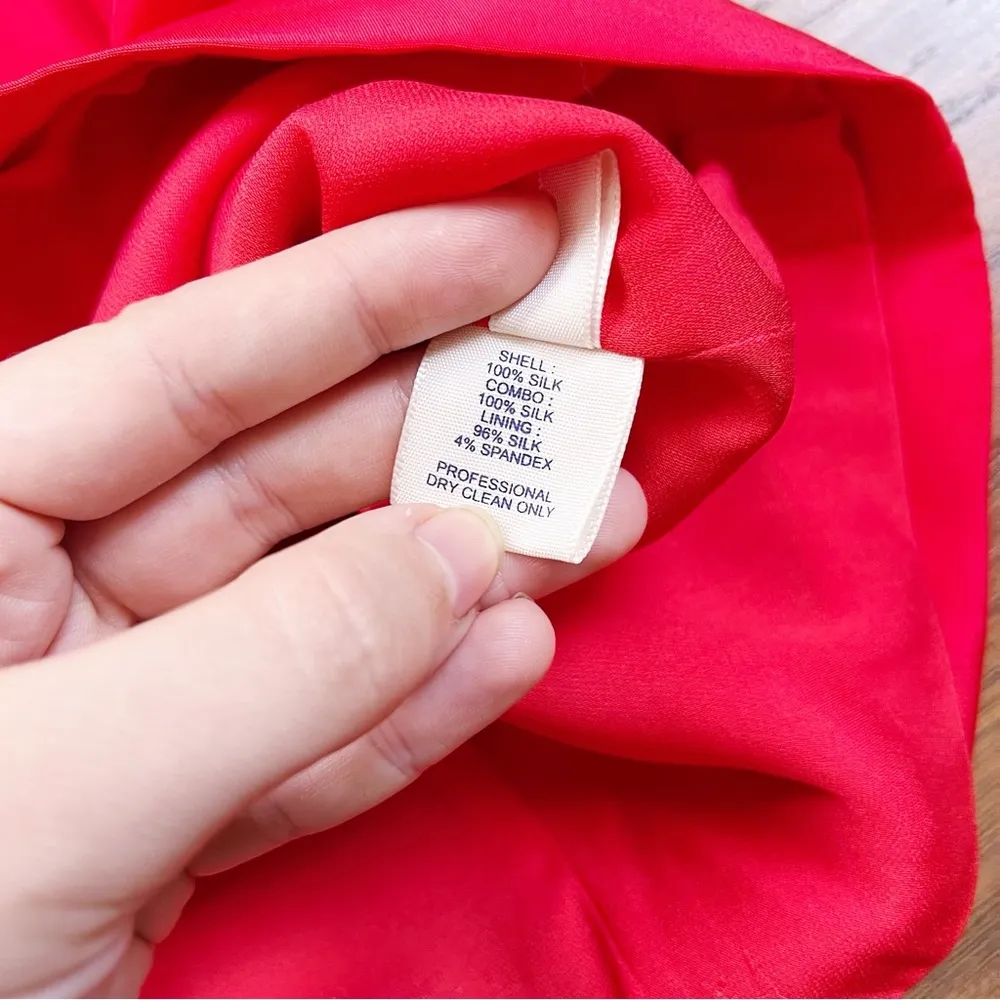 SHELL :
100% SILK
COMBO :
100% SILK
LINING :
96% SILK
4% SPANDEX
PROFESSIONAL
DRY CLEAN ONLY